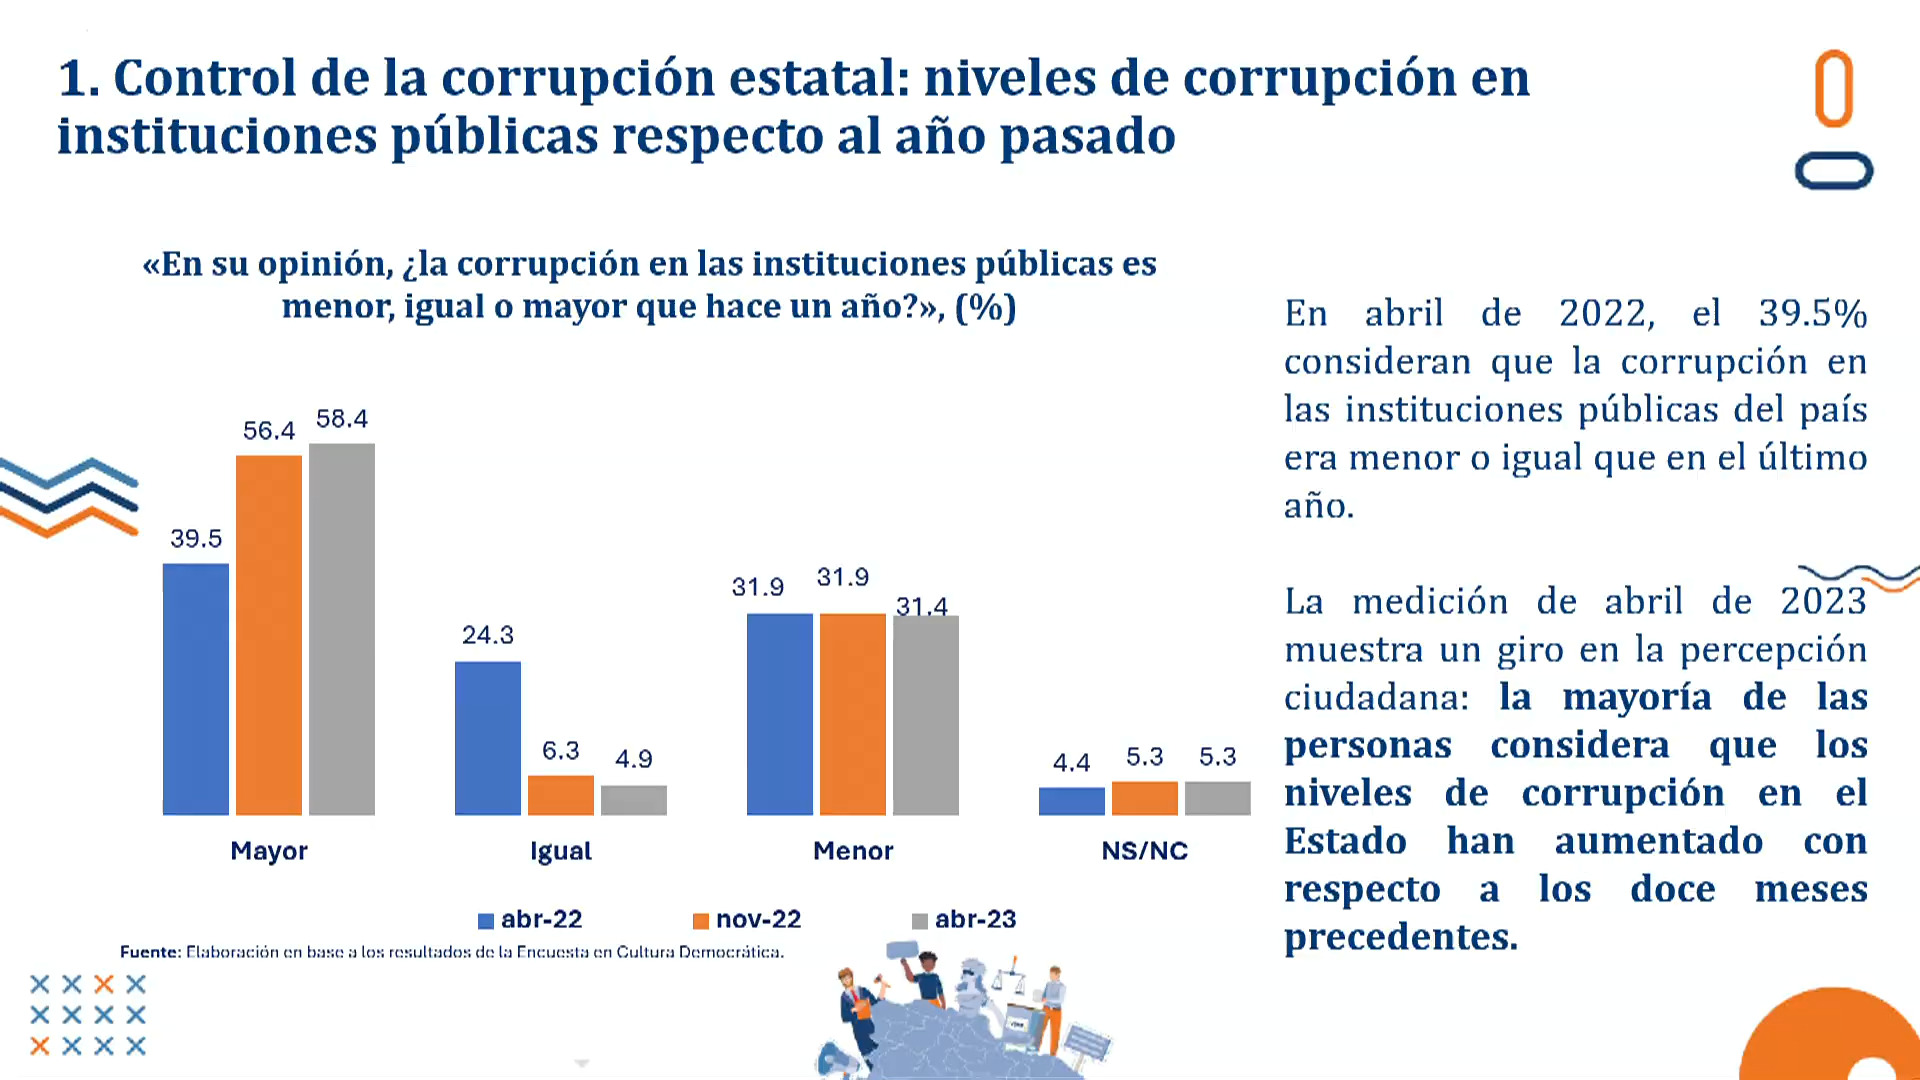 1. Control de la corrupción estatal: niveles de corrupción en
instituciones públicas respecto al año pasado
«En su opinión, ¿la corrupción en las instituciones públicas es
menor, igual o mayor que hace un año?», (%)
39.5
56.4
58.4
24.3
6.3
4.9
31.9
31.9
31.4
4.4
5.3
5.3
Mayor
Igual
Menor
NS/NC
abr-22
nov-22
abr-23
Fuente: Elaboración en base a los resultados de la Encuesta en Cultura Democrática.
En abril de 2022, el 39.5%
consideran que la corrupción en
las instituciones públicas del país
era menor o igual que en el último
año.
La medición de abril de 2023
muestra un giro en la percepción
ciudadana: la mayoría de las
personas considera que los
niveles de corrupción en el
Estado han aumentado con
respecto a los doce meses
precedentes.